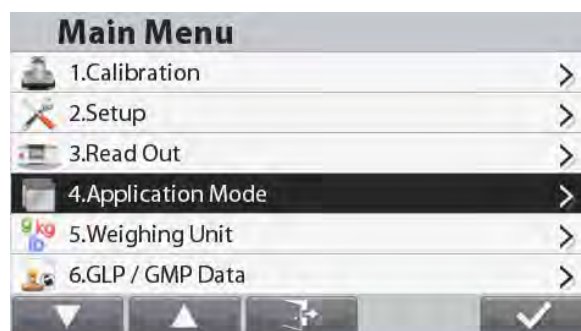 Main Menu
1.Calibration
2.Setup
3.Read Out
4.Application Mode
g kg
lb
5.Weighing Unit
6.GLP / GMP Data